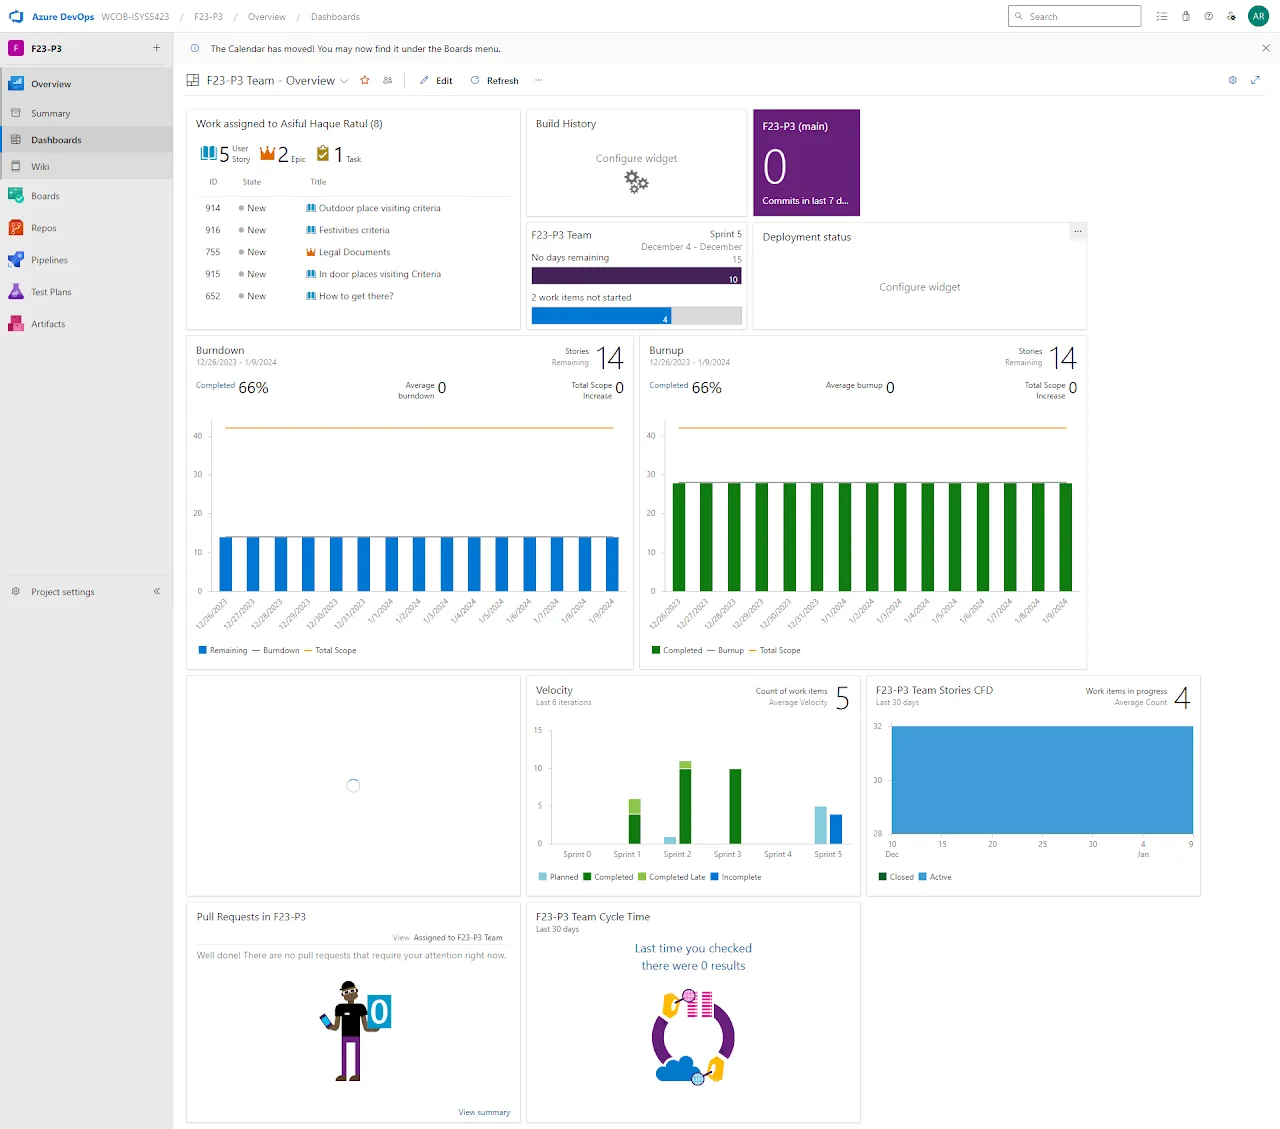 Azure DevOps WCOB-ISYS5423 / F23-P3 / Overview / Dashboards
Search
AR
F F23-P3 +
The Calendar has moved! You may now find it under the Boards menu.
Overview
Summary
Dashboards
Wiki
Boards
Repos
Pipelines
Test Plans
Artifacts
Project settings
F23-P3 Team - Overview
Edit
Refresh
Work assigned to Asiful Haque Ratul (8)
5 User Story 2 Epic 1 Task
ID State Title
914 New Outdoor place visiting criteria
916 New Festivities criteria
755 New Legal Documents
915 New In door places visiting Criteria
652 New How to get there?
Build History
Configure widget
F23-P3 (main)
0
Commits in last 7 d...
F23-P3 Team Sprint 5
December 4 - December
15
No days remaining
10
2 work items not started
4
Deployment status
Configure widget
Burndown
12/26/2023 - 1/9/2024
Stories
Remaining 14
Completed 66%
Average
burndown 0
Total Scope
Increase 0
40
30
20
10
0
12/26/2023 12/27/2023 12/28/2023 12/29/2023 12/30/2023 12/31/2023 1/1/2024 1/2/2024 1/3/2024 1/4/2024 1/5/2024 1/6/2024 1/7/2024 1/8/2024 1/9/2024
Remaining Burndown Total Scope
Burnup
12/26/2023 - 1/9/2024
Stories
Remaining 14
Completed 66%
Average burnup 0
Total Scope
Increase 0
40
30
20
10
0
12/26/2023 12/27/2023 12/28/2023 12/29/2023 12/30/2023 12/31/2023 1/1/2024 1/2/2024 1/3/2024 1/4/2024 1/5/2024 1/6/2024 1/7/2024 1/8/2024 1/9/2024
Completed Burnup Total Scope
Velocity
Last 6 iterations
Count of work items
Average Velocity 5
15
10
5
0
Sprint 0 Sprint 1 Sprint 2 Sprint 3 Sprint 4 Sprint 5
Planned Completed Completed Late Incomplete
F23-P3 Team Stories CFD
Last 30 days
Work items in progress
Average Count 4
32
30
28
10 15 20 25 30 4 9
Dec Jan
Closed Active
Pull Requests in F23-P3
View Assigned to F23-P3 Team
Well done! There are no pull requests that require your attention right now.
0
View summary
F23-P3 Team Cycle Time
Last 30 days
Last time you checked
there were 0 results